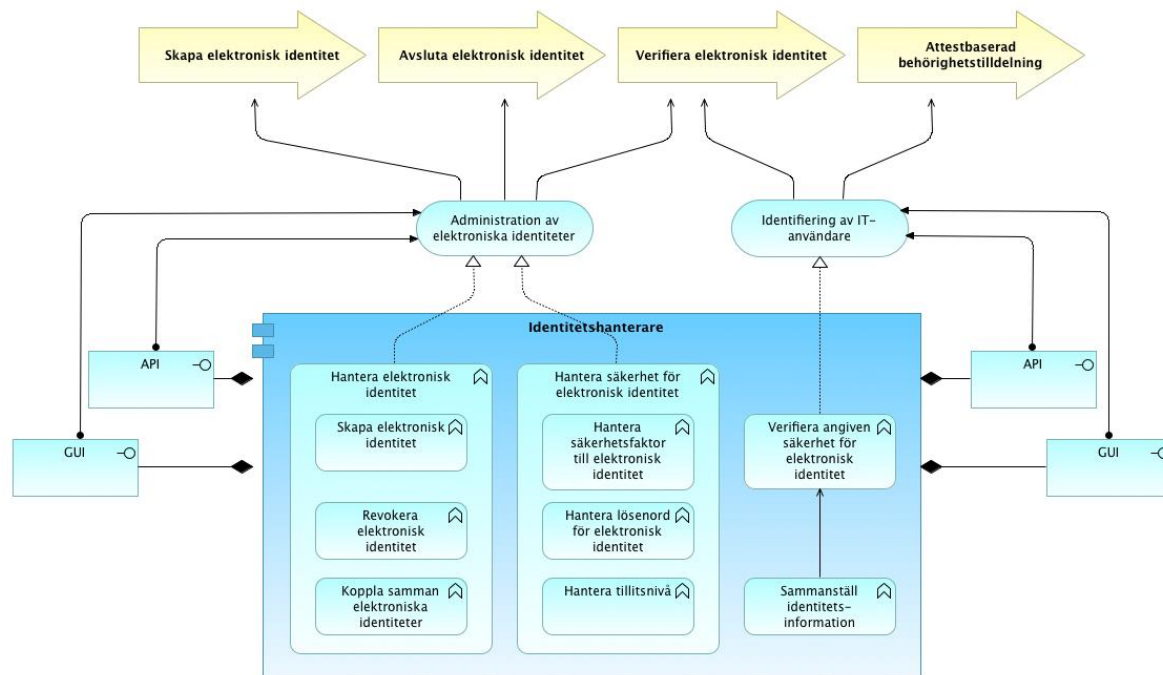 Skapa elektronisk identitet
Avsluta elektronisk identitet
Verifiera elektronisk identitet
Attestbaserad
behörighetstilldelning
Administration av
elektroniska identiteter
Identifiering av IT-
användare
Identitetshanterare
API
GUI
Hantera elektronisk
identitet
Skapa elektronisk
identitet
Revokera
elektronisk
identitet
Koppla samman
elektroniska
identiteter
Hantera säkerhet för
elektronisk identitet
Hantera
säkerhetsfaktor
till elektronisk
identitet
Hantera lösenord
för elektronisk
identitet
Hantera tillitsnivå
Verifiera angiven
säkerhet för
elektronisk
identitet
Sammanställ
identitets-
information
API
GUI